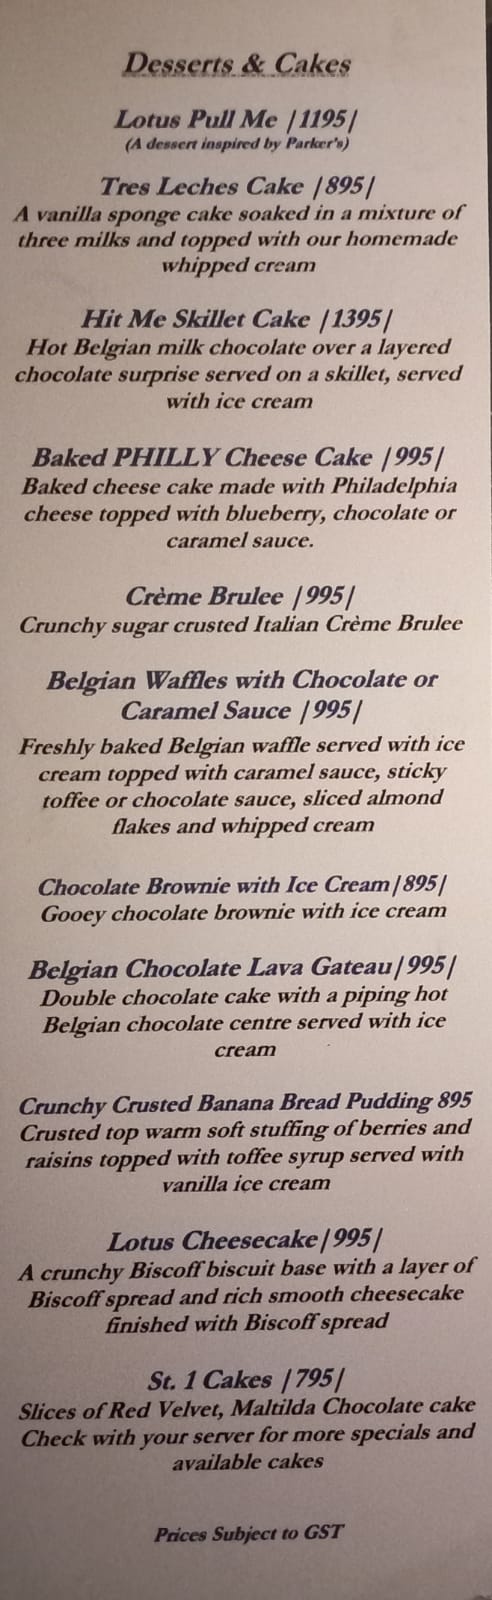 Desserts & Cakes
Lotus Pull Me |1195|
(A dessert inspired by Parker's)
Tres Leches Cake |895|
A vanilla sponge cake soaked in a mixture of
three milks and topped with our homemade
whipped cream
Hit Me Skillet Cake |1395|
Hot Belgian milk chocolate over a layered
chocolate surprise served on a skillet, served
with ice cream
Baked PHILLY Cheese Cake |995|
Baked cheese cake made with Philadelphia
cheese topped with blueberry, chocolate or
caramel sauce.
Crème Brulee |995|
Crunchy sugar crusted Italian Crème Brulee
Belgian Waffles with Chocolate or
Caramel Sauce |995|
Freshly baked Belgian waffle served with ice
cream topped with caramel sauce, sticky
toffee or chocolate sauce, sliced almond
flakes and whipped cream
Chocolate Brownie with Ice Cream|895|
Gooey chocolate brownie with ice cream
Belgian Chocolate Lava Gateau|995|
Double chocolate cake with a piping hot
Belgian chocolate centre served with ice
cream
Crunchy Crusted Banana Bread Pudding 895
Crusted top warm soft stuffing of berries and
raisins topped with toffee syrup served with
vanilla ice cream
Lotus Cheesecake|995|
A crunchy Biscoff biscuit base with a layer of
Biscoff spread and rich smooth cheesecake
finished with Biscoff spread
St. 1 Cakes |795|
Slices of Red Velvet, Maltilda Chocolate cake
Check with your server for more specials and
available cakes
Prices Subject to GST